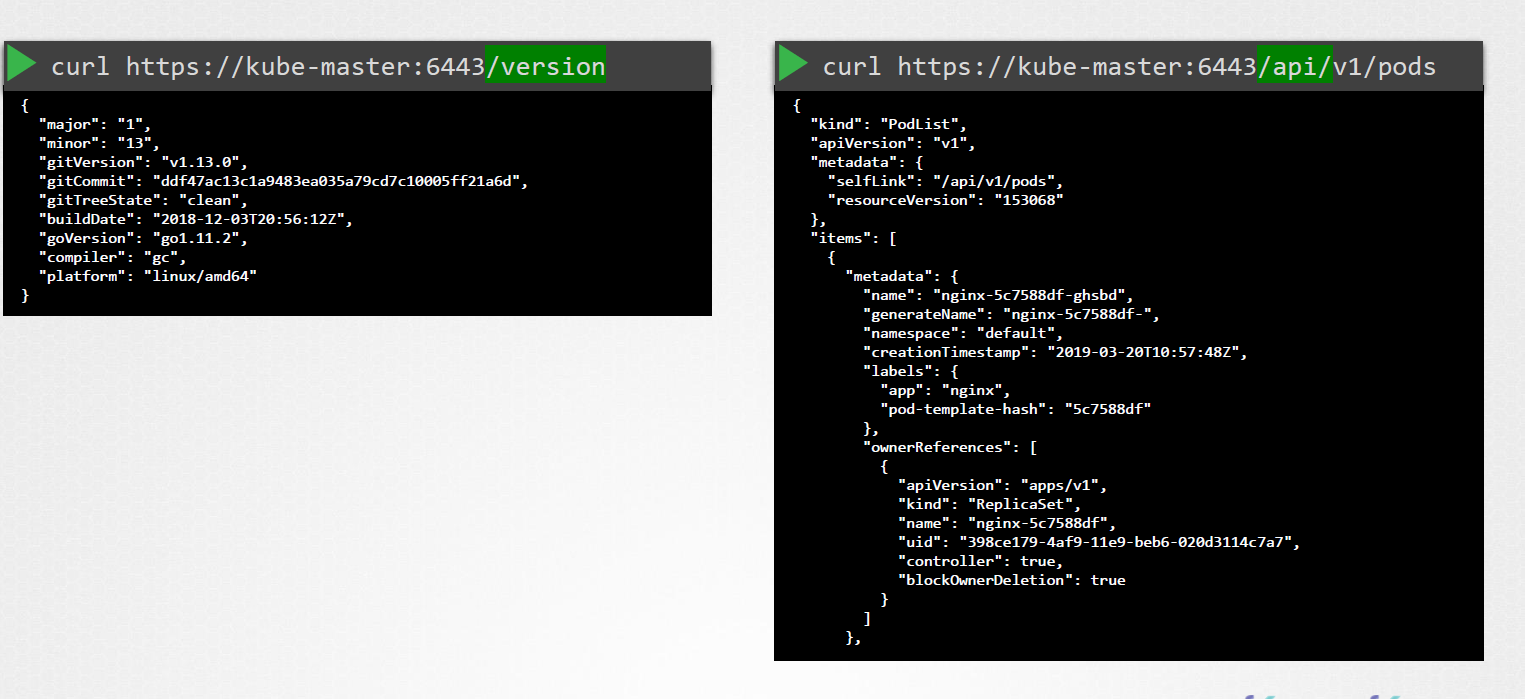 curl https://kube-master:6443/version
{
  "major": "1",
  "minor": "13",
  "gitVersion": "v1.13.0",
  "gitCommit": "ddf47ac13c1a9483ea035a79cd7c10005ff21a6d",
  "gitTreeState": "clean",
  "buildDate": "2018-12-03T20:56:12Z",
  "goVersion": "go1.11.2",
  "compiler": "gc",
  "platform": "linux/amd64"
}
curl https://kube-master:6443/api/v1/pods
{
  "kind": "PodList",
  "apiVersion": "v1",
  "metadata": {
    "selfLink": "/api/v1/pods",
    "resourceVersion": "153068"
  },
  "items": [
    {
      "metadata": {
        "name": "nginx-5c7588df-ghsbd",
        "generateName": "nginx-5c7588df-",
        "namespace": "default",
        "creationTimestamp": "2019-03-20T10:57:48Z",
        "labels": {
          "app": "nginx",
          "pod-template-hash": "5c7588df"
        },
        "ownerReferences": [
          {
            "apiVersion": "apps/v1",
            "kind": "ReplicaSet",
            "name": "nginx-5c7588df",
            "uid": "398ce179-4af9-11e9-beb6-020d3114c7a7",
            "controller": true,
            "blockOwnerDeletion": true
          }
        ]
      },